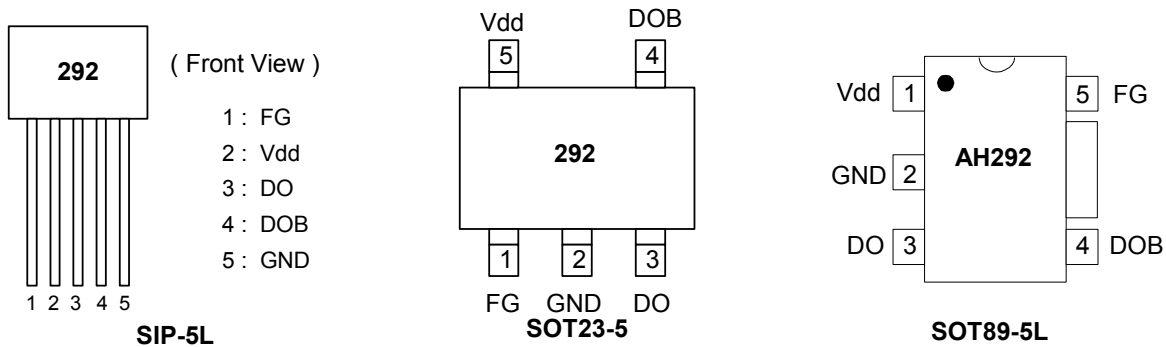 292
( Front View )
1 : FG
2 : Vdd
3 : DO
4 : DOB
5 : GND
1 2 3 4 5
SIP-5L
Vdd DOB
5 4
292
1 2 3
FG GND DO
SOT23-5
Vdd 1 5 FG
AH292
GND 2
DO 3 4 DOB
SOT89-5L